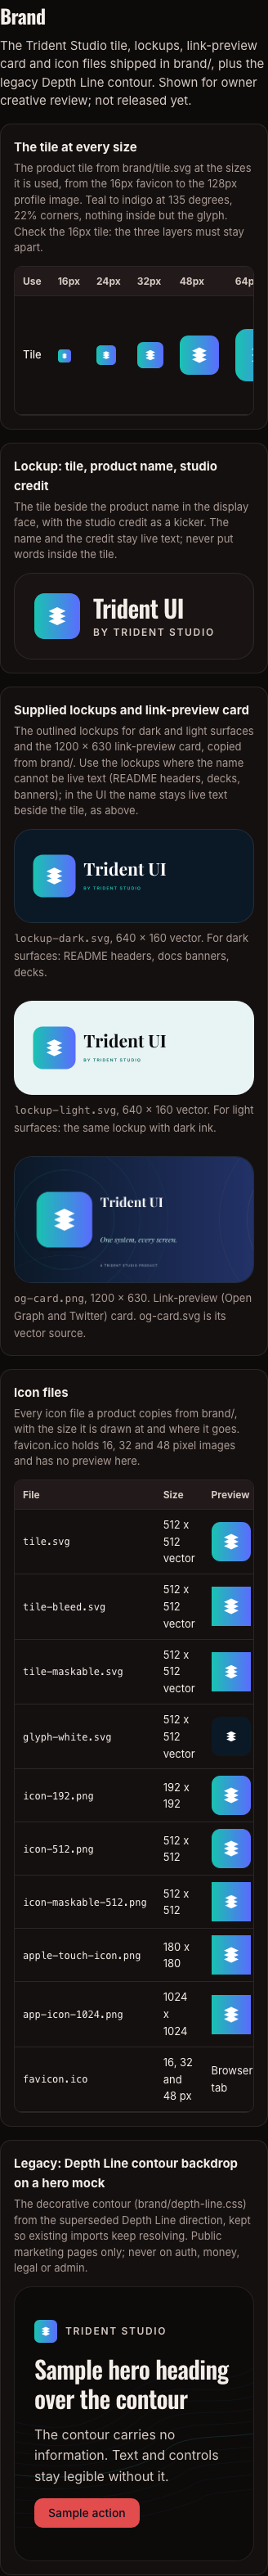 Brand
The Trident Studio tile, lockups, link-preview
card and icon files shipped in brand/, plus the
legacy Depth Line contour. Shown for owner
creative review; not released yet.
The tile at every size
The product tile from brand/tile.svg at the sizes
it is used, from the 16px favicon to the 128px
profile image. Teal to indigo at 135 degrees,
22% corners, nothing inside but the glyph.
Check the 16px tile: the three layers must stay
apart.
Use 16px 24px 32px 48px 64p
Tile
Lockup: tile, product name, studio
credit
The tile beside the product name in the display
face, with the studio credit as a kicker. The
name and the credit stay live text; never put
words inside the tile.
Trident UI
BY TRIDENT STUDIO
Supplied lockups and link-preview card
The outlined lockups for dark and light surfaces
and the 1200 × 630 link-preview card, copied
from brand/. Use the lockups where the name
cannot be live text (README headers, decks,
banners); in the UI the name stays live text
beside the tile, as above.
Trident UI
BY TRIDENT STUDIO
lockup-dark.svg, 640 × 160 vector. For dark
surfaces: README headers, docs banners,
decks.
Trident UI
BY TRIDENT STUDIO
lockup-light.svg, 640 × 160 vector. For light
surfaces: the same lockup with dark ink.
Trident UI
One system, every screen.
A TRIDENT STUDIO PRODUCT
og-card.png, 1200 × 630. Link-preview (Open
Graph and Twitter) card. og-card.svg is its
vector source.
Icon files
Every icon file a product copies from brand/,
with the size it is drawn at and where it goes.
favicon.ico holds 16, 32 and 48 pixel images
and has no preview here.
File Size Preview
tile.svg 512 x
512
vector
tile-bleed.svg 512 x
512
vector
tile-maskable.svg 512 x
512
vector
glyph-white.svg 512 x
512
vector
icon-192.png 192 x
192
icon-512.png 512 x
512
icon-maskable-512.png 512 x
512
apple-touch-icon.png 180 x
180
app-icon-1024.png 1024
x
1024
favicon.ico 16, 32
and
48 px
Browser
tab
Legacy: Depth Line contour backdrop
on a hero mock
The decorative contour (brand/depth-line.css)
from the superseded Depth Line direction, kept
so existing imports keep resolving. Public
marketing pages only; never on auth, money,
legal or admin.
TRIDENT STUDIO
Sample hero heading
over the contour
The contour carries no
information. Text and controls
stay legible without it.
Sample action